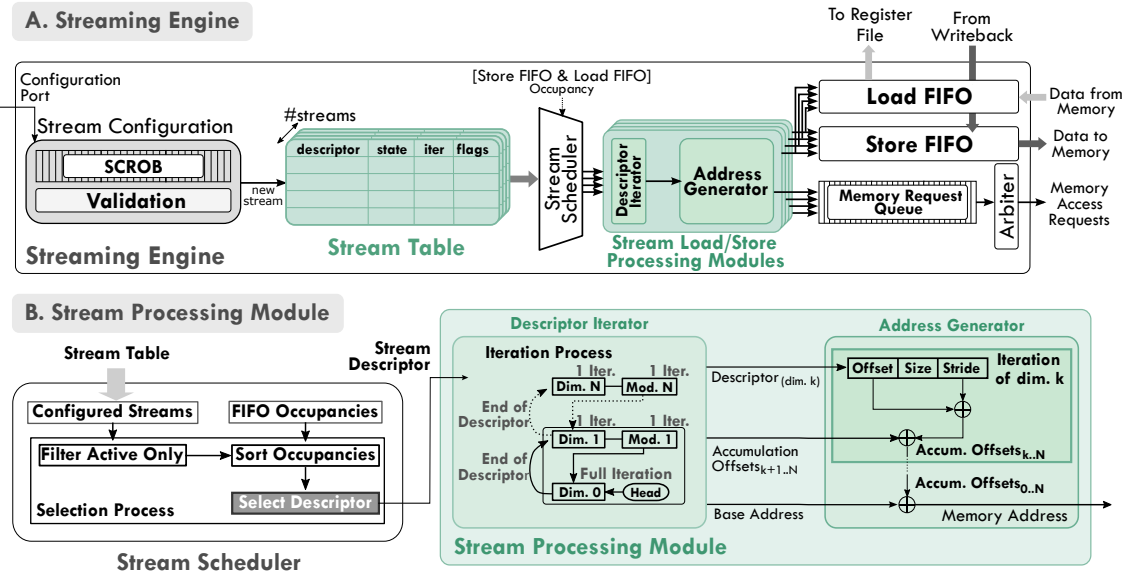 A. Streaming Engine
To Register
File
From
Writeback
Configuration
Port
[Store FIFO & Load FIFO]
Occupancy
Stream Configuration
#streams
SCROB
Validation
new
stream
descriptor state iter flags
Stream Table
Stream
Scheduler
Descriptor
Iterator
Address
Generator
Stream Load/Store
Processing Modules
Load FIFO
Store FIFO
Memory Request
Queue
Arbiter
Data from
Memory
Data to
Memory
Memory
Access
Requests
Streaming Engine
B. Stream Processing Module
Stream Table
Configured Streams
FIFO Occupancies
Filter Active Only
Sort Occupancies
Select Descriptor
Selection Process
Stream Scheduler
Stream
Descriptor
Descriptor Iterator
Iteration Process
1 Iter. 1 Iter.
Dim. N Mod. N
End of
Descriptor
1 Iter. 1 Iter.
Dim. 1 Mod. 1
End of
Descriptor
Full Iteration
Dim. 0 Head
Stream Processing Module
Descriptor (dim. k)
Accumulation
Offsets k+1..N
Base Address
Address Generator
Offset Size Stride
Iteration
of dim. k
Accum. Offsets k..N
Accum. Offsets 0..N
Memory Address